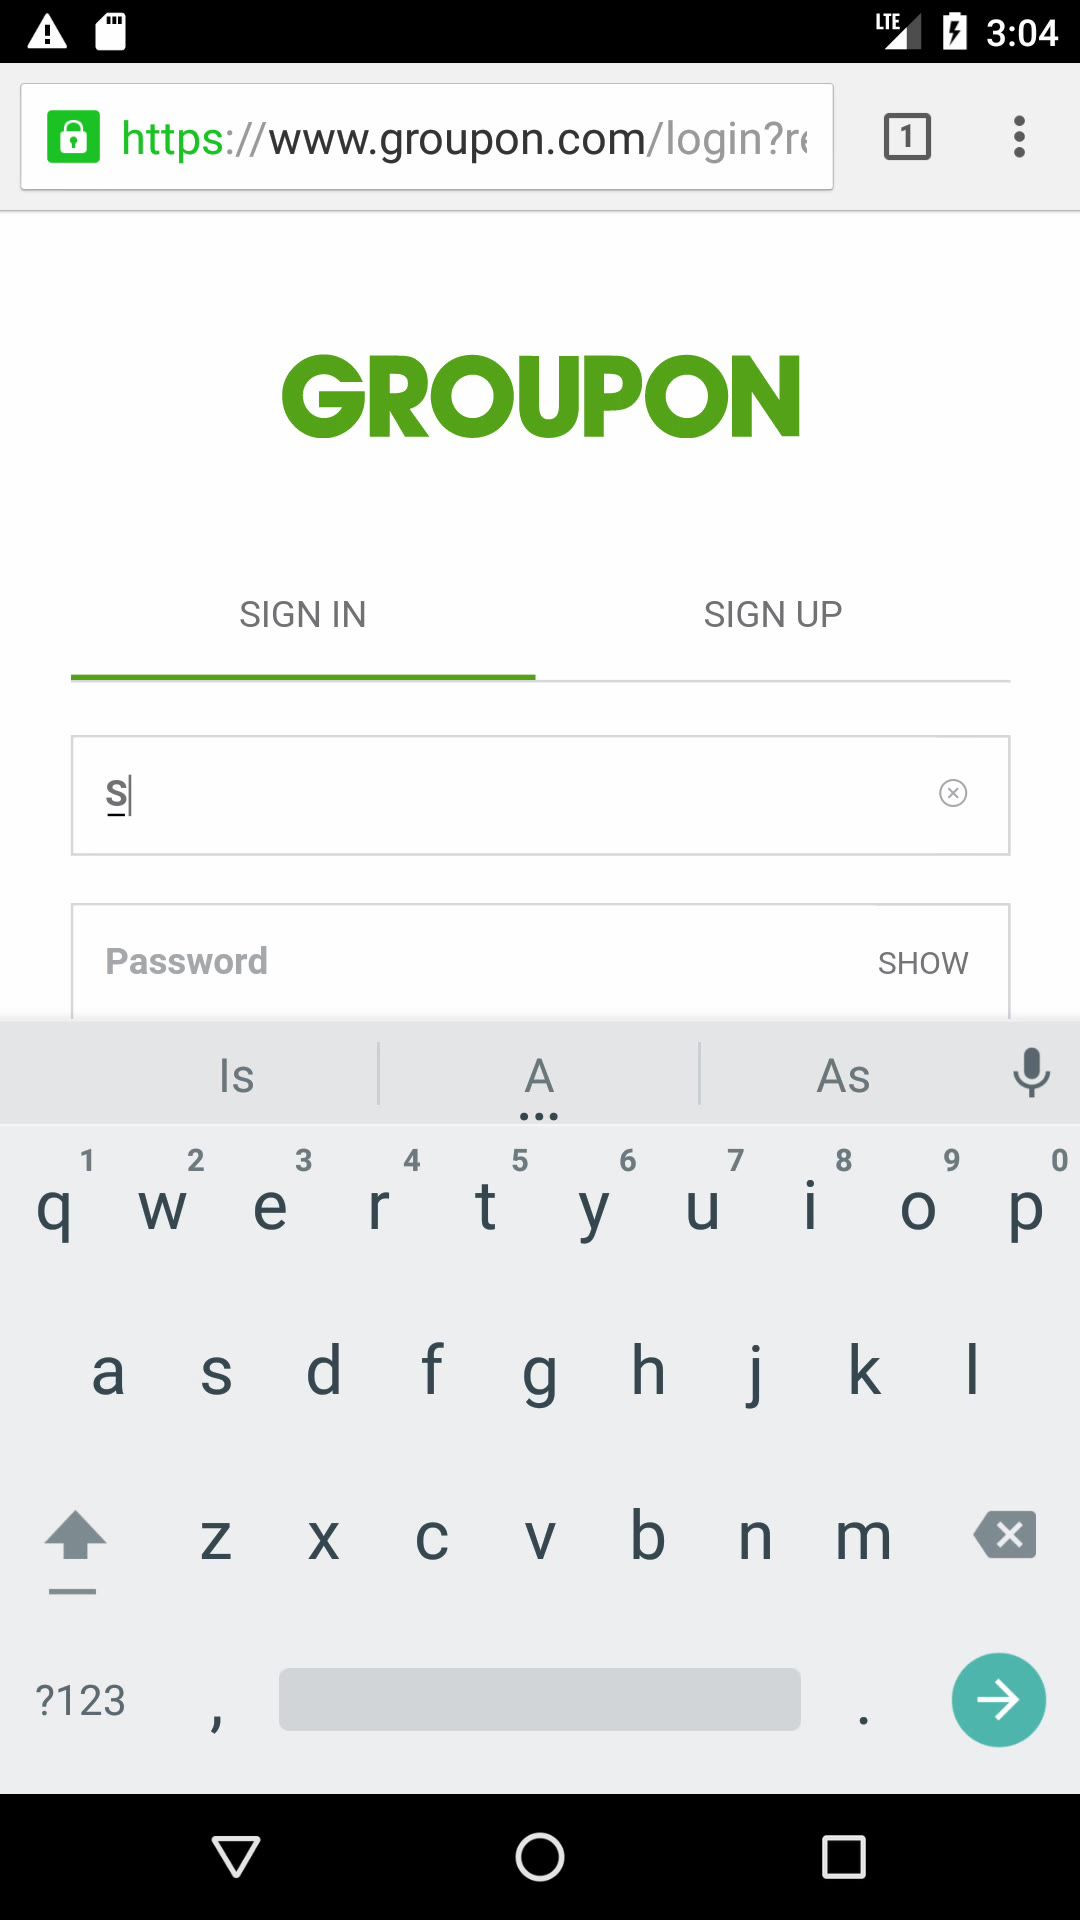 LTE 3:04
https://www.groupon.com/login?re
1
GROUPON
SIGN IN SIGN UP
S
Password SHOW
Is A As
1 2 3 4 5 6 7 8 9 0
q w e r t y u i o p
a s d f g h j k l
z x c v b n m
?123 , .